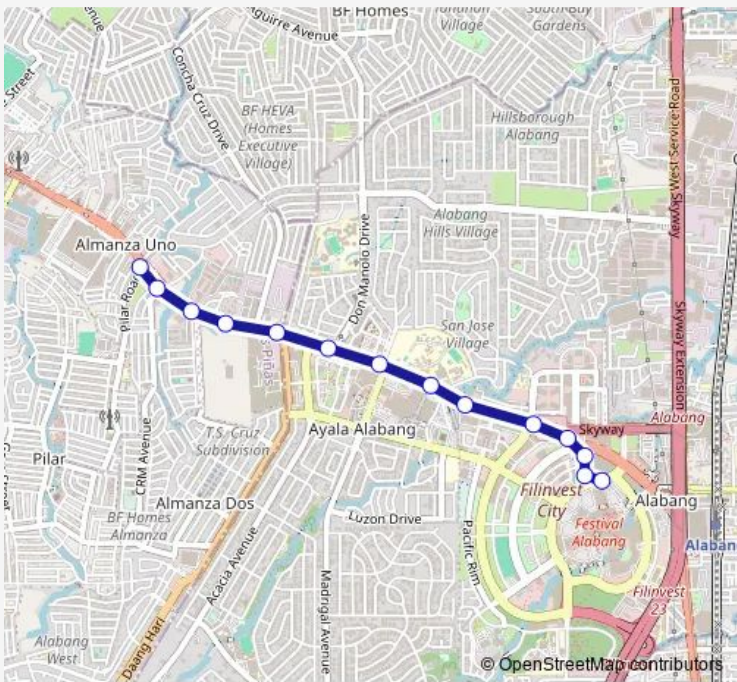 BF Homes
Aguirre Avenue
Village
Gardens
Concha Cruz Drive
BF HEVA
(Homes
Executive
Village)
Hillsborough
Alabang
West Service Road
Skyway
Street
Alabang
Hills Village
Almanza Uno
Don Manolo Drive
Pilar Road
San Jose
Village
Skyway Extension
Alabang
Skyway
Ayala Alabang
T.S. Cruz
Subdivision
CRM Avenue
Pilar
Almanza Dos
BF Homes
Almanza
Luzon Drive
Filinvest
City
Festival
Alabang
Alabang
Alaban
Pacific Rim
Acacia Avenue
Madrigal Avenue
Filinvest
23
Alabang
West
Daang Hari
© OpenStreetMap contributors